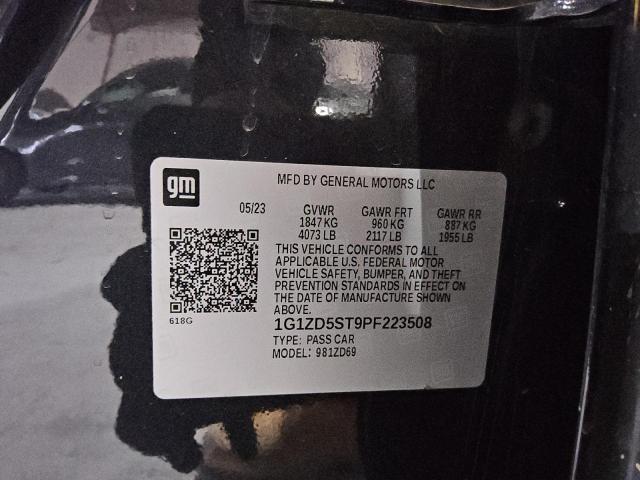 gm
MFD BY GENERAL MOTORS LLC
05/23 GVWR GAWR FRT GAWR RR
1847 KG 960 KG 887 KG
4073 LB 2117 LB 1955 LB
THIS VEHICLE CONFORMS TO ALL
APPLICABLE U.S. FEDERAL MOTOR
VEHICLE SAFETY, BUMPER, AND THEFT
PREVENTION STANDARDS IN EFFECT ON
THE DATE OF MANUFACTURE SHOWN
ABOVE.
618G
1G1ZD5ST9PF223508
TYPE: PASS CAR
MODEL: 981ZD69